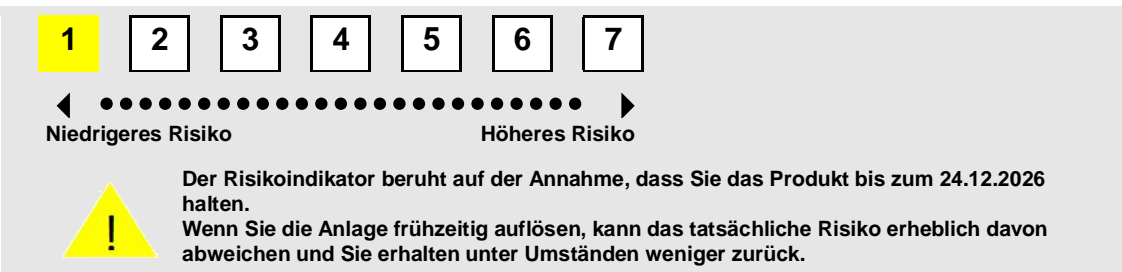 1 2 3 4 5 6 7
Niedrigeres Risiko Höheres Risiko
Der Risikoindikator beruht auf der Annahme, dass Sie das Produkt bis zum 24.12.2026
halten.
Wenn Sie die Anlage frühzeitig auflösen, kann das tatsächliche Risiko erheblich davon
abweichen und Sie erhalten unter Umständen weniger zurück.
!